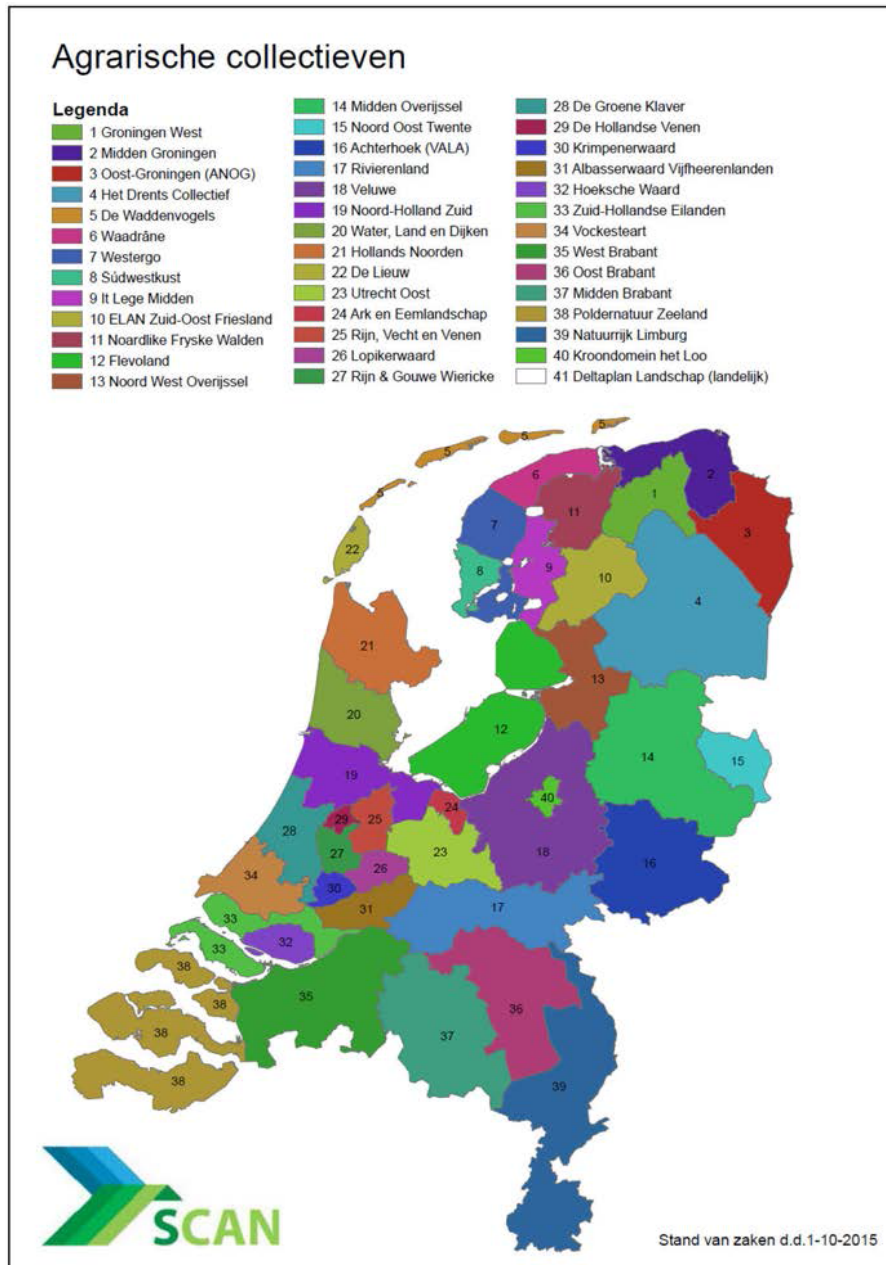 Agrarische collectieven
Legenda
1 Groningen West
2 Midden Groningen
3 Oost-Groningen (ANOG)
4 Het Drents Collectief
5 De Waddenvogels
6 Waadrâne
7 Westergo
8 Súdwestkust
9 It Lege Midden
10 ELAN Zuid-Oost Friesland
11 Noardlike Fryske Walden
12 Flevoland
13 Noord West Overijssel
14 Midden Overijssel
15 Noord Oost Twente
16 Achterhoek (VALA)
17 Rivierenland
18 Veluwe
19 Noord-Holland Zuid
20 Water, Land en Dijken
21 Hollands Noorden
22 De Lieuw
23 Utrecht Oost
24 Ark en Eemlandschap
25 Rijn, Vecht en Venen
26 Lopikerwaard
27 Rijn & Gouwe Wiericke
28 De Groene Klaver
29 De Hollandse Venen
30 Krimpenerwaard
31 Albasserwaard Vijfheerenlanden
32 Hoeksche Waard
33 Zuid-Hollandse Eilanden
34 Vockesteart
35 West Brabant
36 Oost Brabant
37 Midden Brabant
38 Poldernatuur Zeeland
39 Natuurrijk Limburg
40 Kroondomein het Loo
41 Deltaplan Landschap (landelijk)
5
5
5
5
6
2
1
11
3
7
22
8
9
10
4
21
13
20
12
14
15
19
40
24
29
25
28
27
23
18
26
16
34
30
31
17
33
32
33
38
38
35
36
38
37
38
39
SCAN
Stand van zaken d.d.1-10-2015